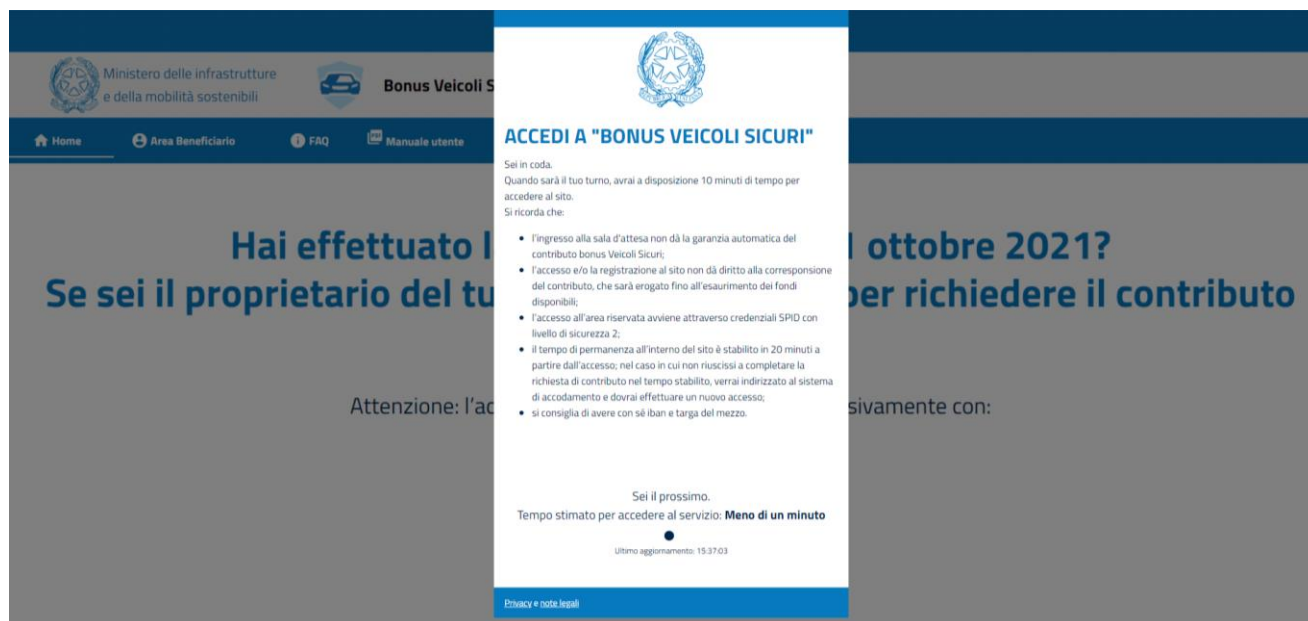 Ministero delle infrastrutture
e della mobilità sostenibili
Bonus Veicoli S
Home
Area Beneficiario
FAQ
Manuale utente
Hai effettuato l
ottobre 2021?
Se sei il proprietario del tu
per richiedere il contributo
Attenzione: l'ac
sivamente con:
ACCEDI A "BONUS VEICOLI SICURI"
Sei in coda.
Quando sarà il tuo turno, avrai a disposizione 10 minuti di tempo per
accedere al sito.
Si ricorda che:
• l'ingresso alla sala d'attesa non dà la garanzia automatica del
contributo bonus Veicoli Sicuri;
• l'accesso e/o la registrazione al sito non dà diritto alla corresponsione
del contributo, che sarà erogato fino all'esaurimento dei fondi
disponibili;
• l'accesso all'area riservata avviene attraverso credenziali SPID con
livello di sicurezza 2;
• il tempo di permanenza all'interno del sito è stabilito in 20 minuti a
partire dall'accesso; nel caso in cui non riuscissi a completare la
richiesta di contributo nel tempo stabilito, verrai indirizzato al sistema
di accodamento e dovrai effettuare un nuovo accesso;
• si consiglia di avere con sé iban e targa del mezzo.
Sei il prossimo.
Tempo stimato per accedere al servizio: Meno di un minuto
Ultimo aggiornamento: 15:37:03
Privacy e note legali